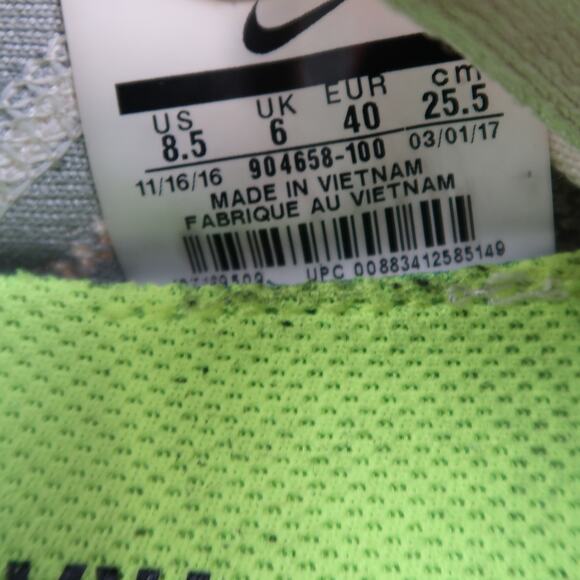 US UK EUR cm
8.5 6 40 25.5
11/16/16 904658-100 03/01/17
MADE IN VIETNAM
FABRIQUE AU VIETNAM
UPC 00883412585149